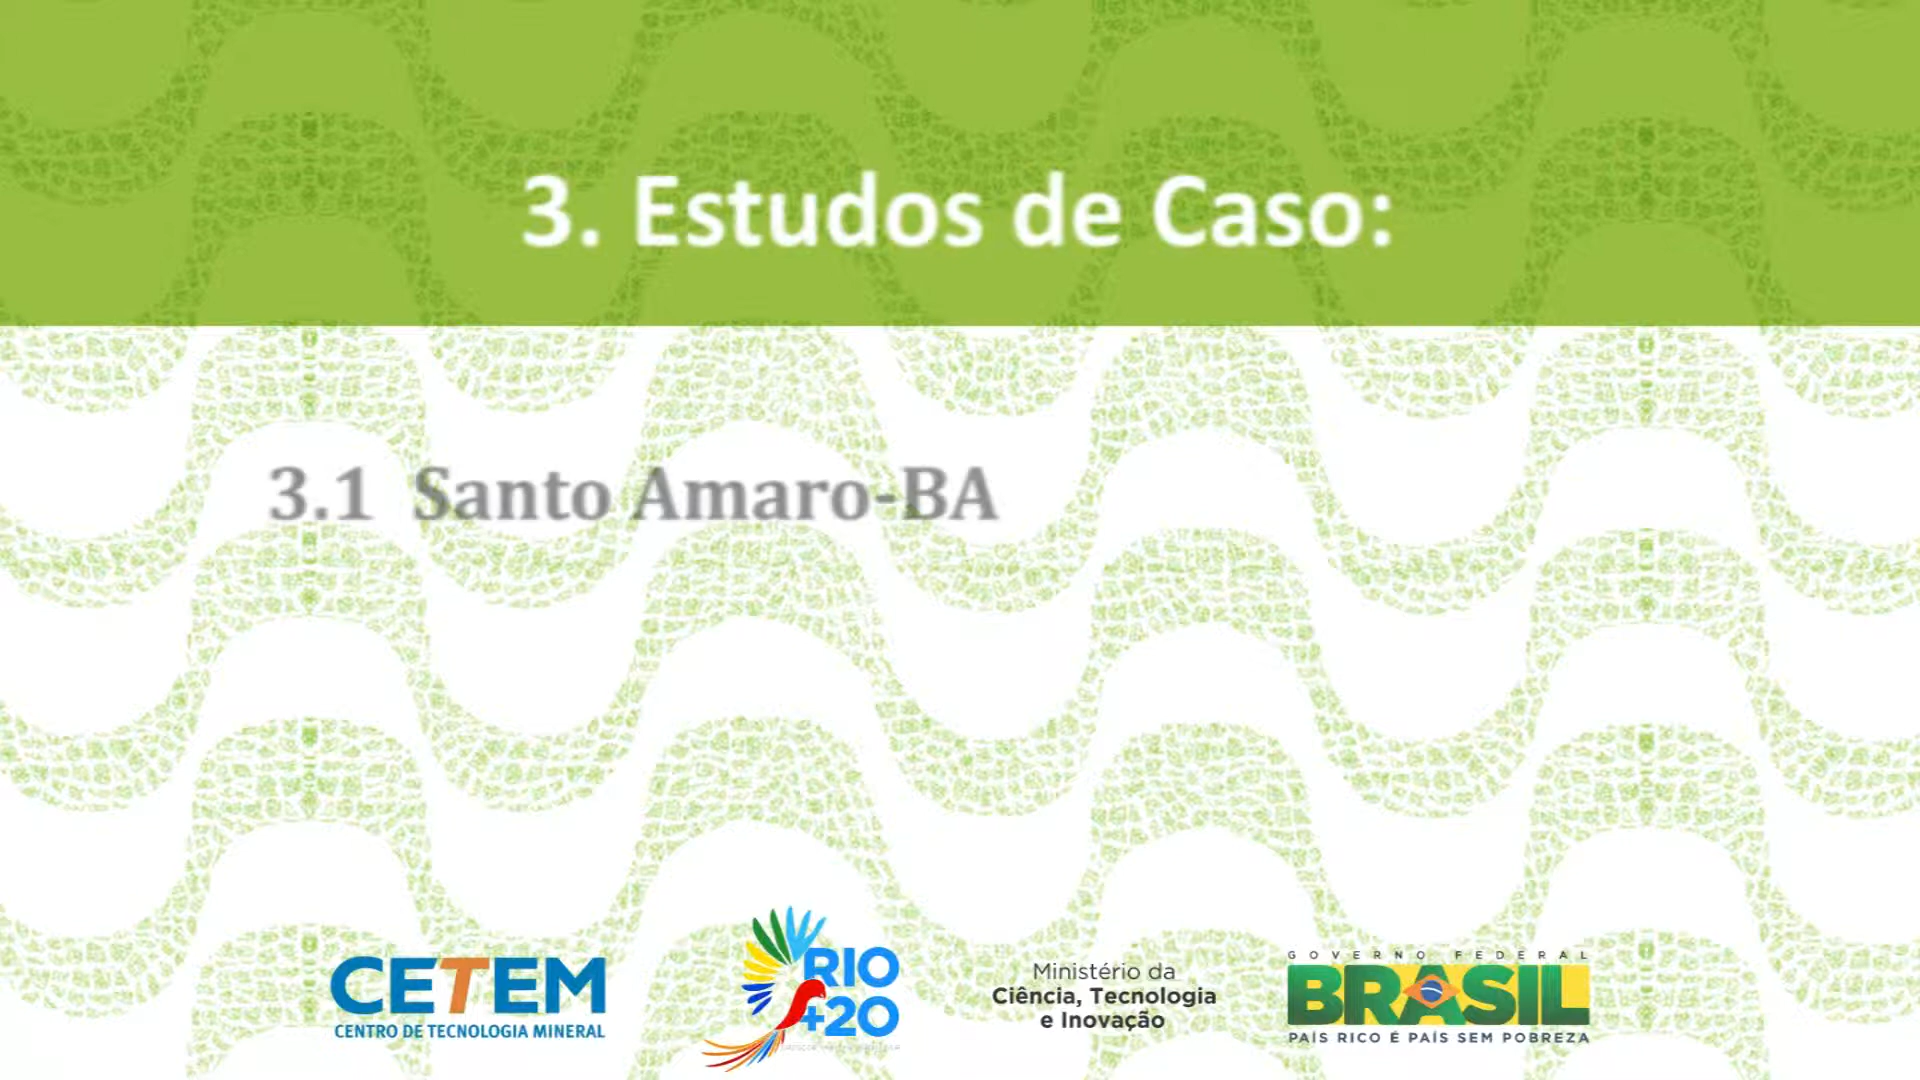 3. Estudos de Caso:
3.1 Santo Amaro-BA
CETEM
CENTRO DE TECNOLOGIA MINERAL
RIO
+20
Ministério da
Ciência, Tecnologia
e Inovação
GOVERNO FEDERAL
BRASIL
PAÍS RICO É PAÍS SEM POBREZA